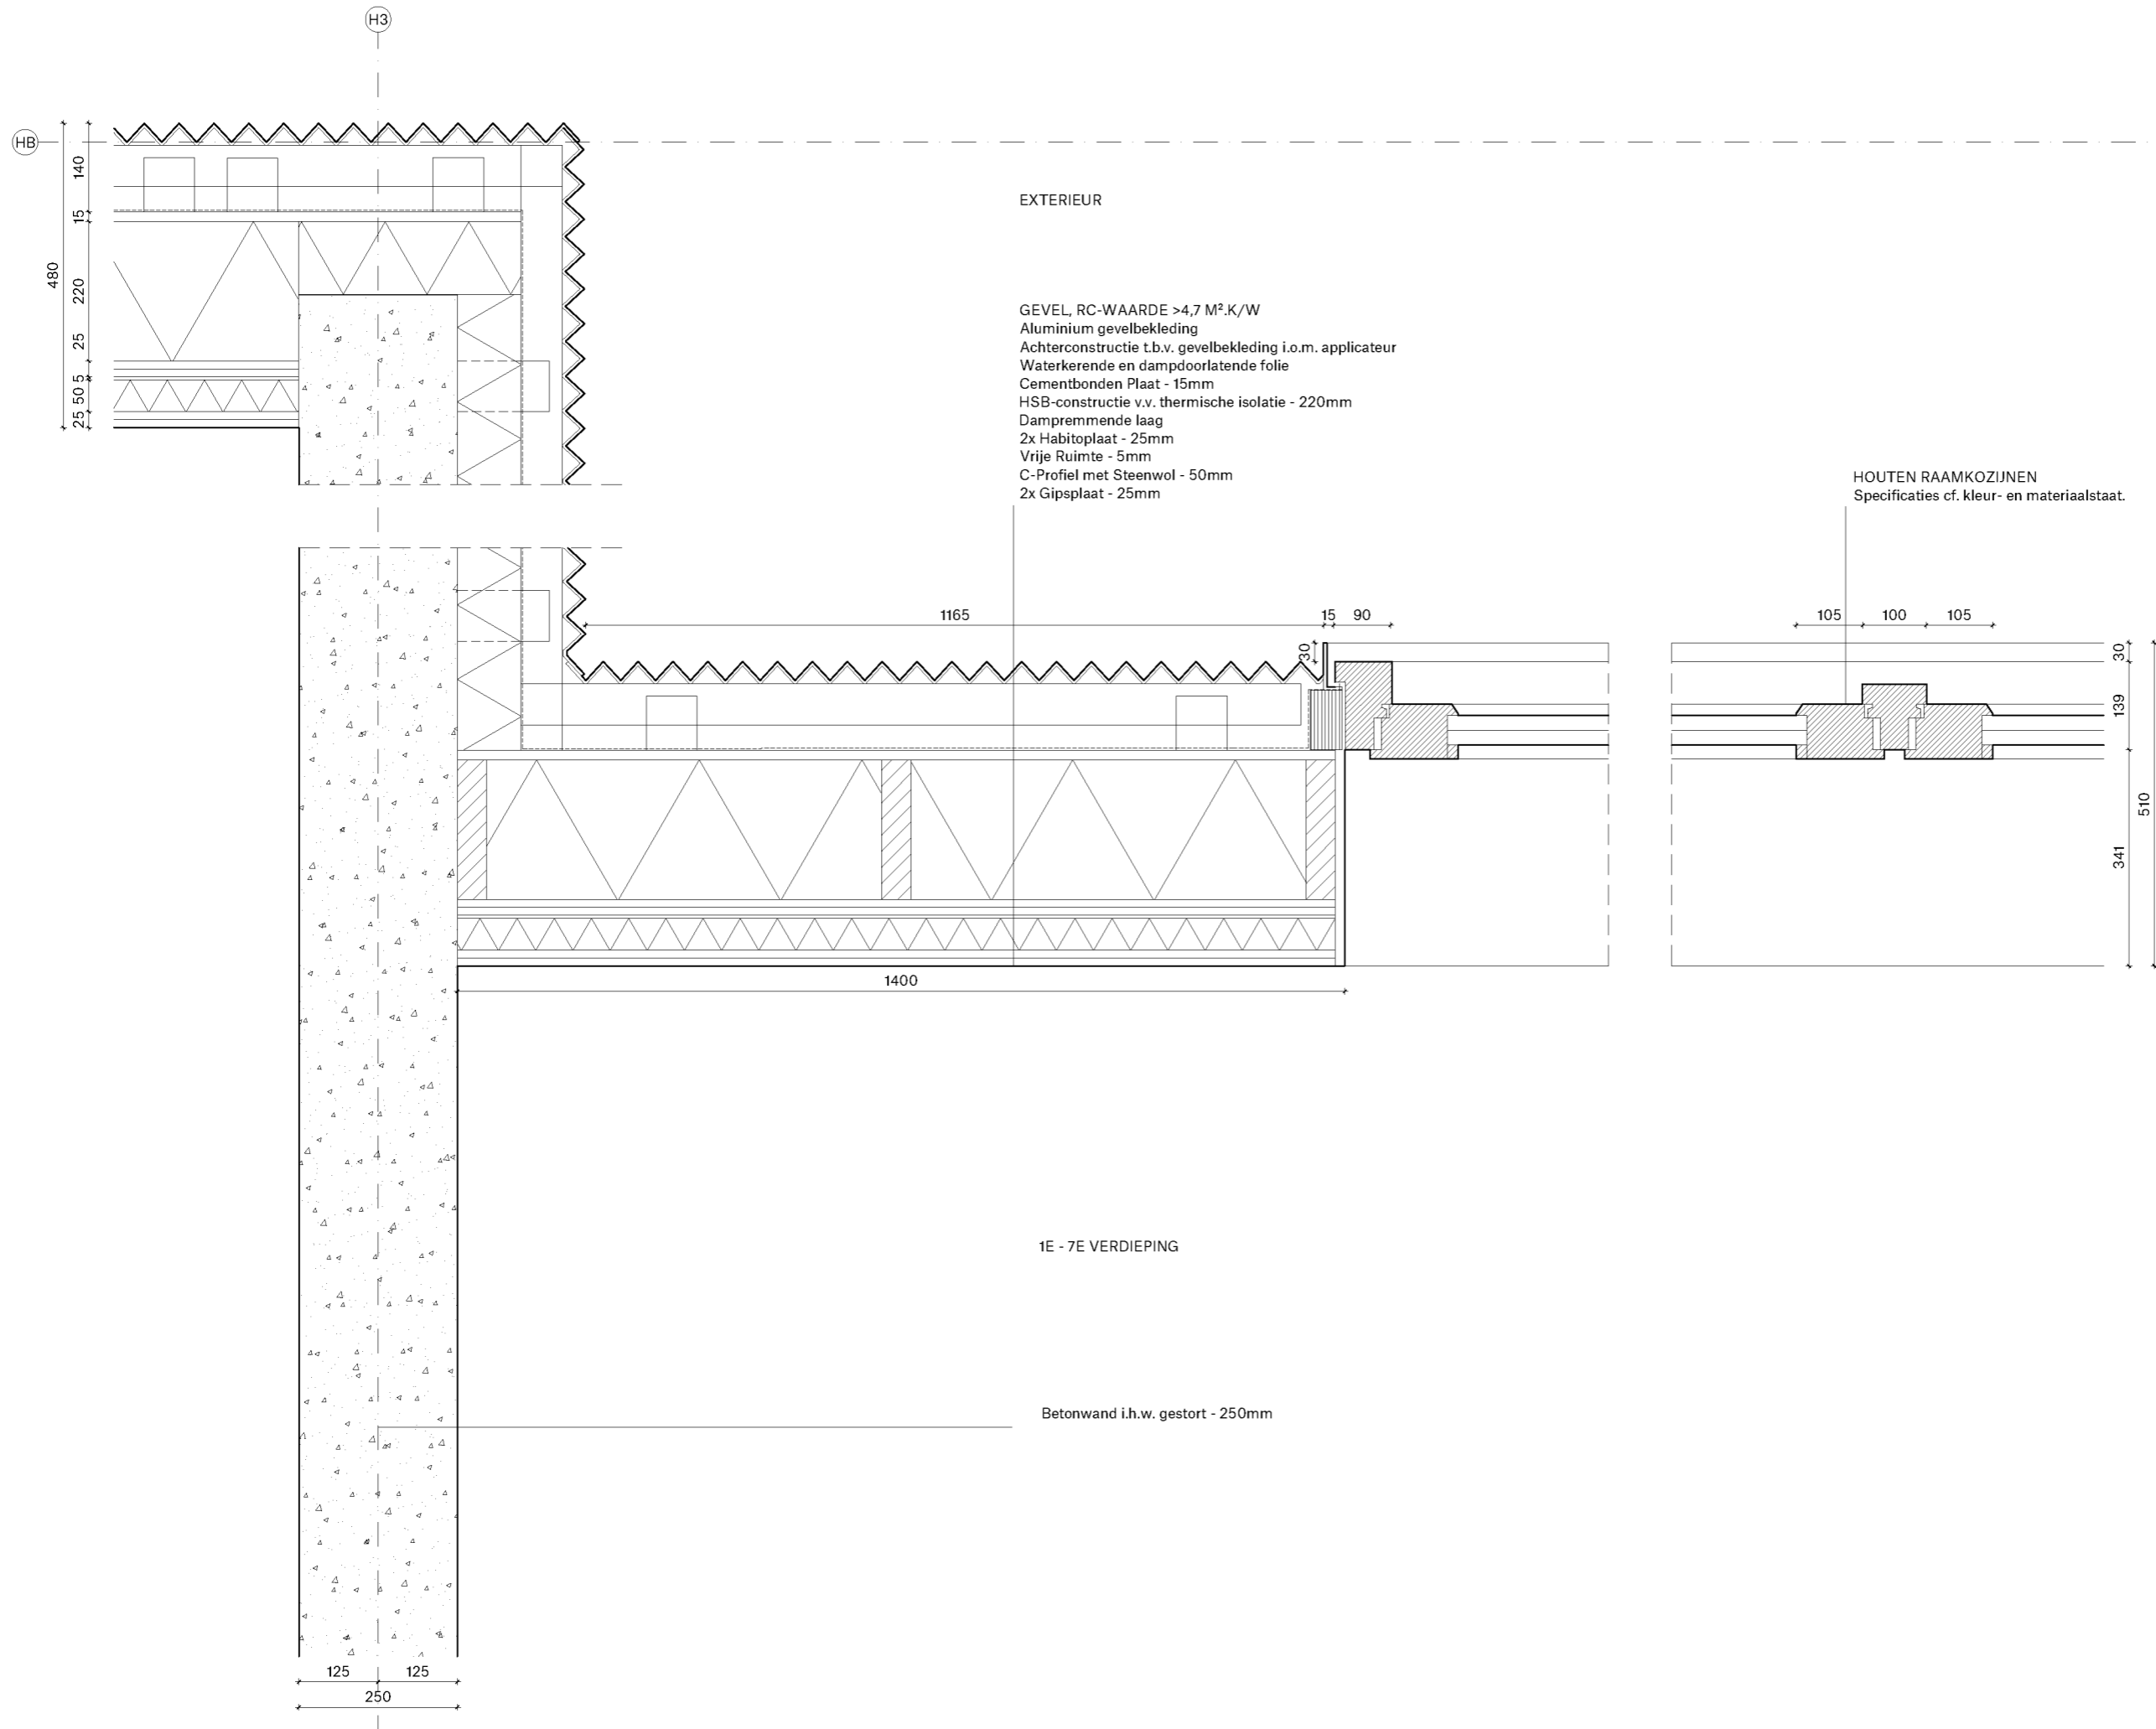 H3
HB
480
140
15
220
25
5
50
25
EXTERIEUR
GEVEL, RC-WAARDE >4,7 M².K/W
Aluminium gevelbekleding
Achterconstructie t.b.v. gevelbekleding i.o.m. applicateur
Waterkerende en dampdoorlatende folie
Cementbonden Plaat - 15mm
HSB-constructie v.v. thermische isolatie - 220mm
Dampremmende laag
2x Habitoplaat - 25mm
Vrije Ruimte - 5mm
C-Profiel met Steenwol - 50mm
2x Gipsplaat - 25mm
HOUTEN RAAMKOZIJNEN
Specificaties cf. kleur- en materiaalstaat.
1165
15
90
30
105
100
105
30
139
341
510
1400
1E - 7E VERDIEPING
Betonwand i.h.w. gestort - 250mm
125
125
250